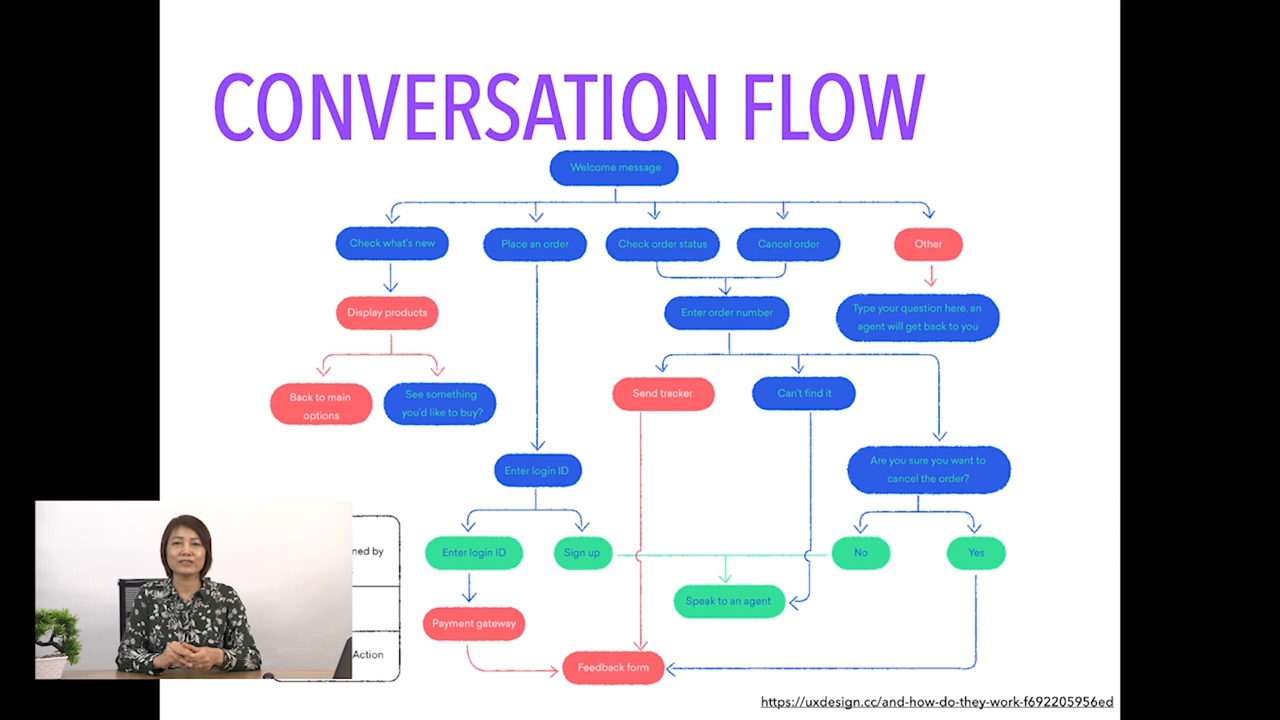 CONVERSATION FLOW
Welcome message
Check what's new
Place an order
Check order status
Cancel order
Other
Display products
Enter order number
Type your question here, an
agent will get back to you
Back to main
options
See something
you'd like to buy?
Send tracker
Can't find it
Enter login ID
Are you sure you want to
cancel the order?
Enter login ID
Sign up
No
Yes
Speak to an agent
Payment gateway
Feedback form
by
Action
https://uxdesign.cc/and-how-do-they-work-f692205956ed